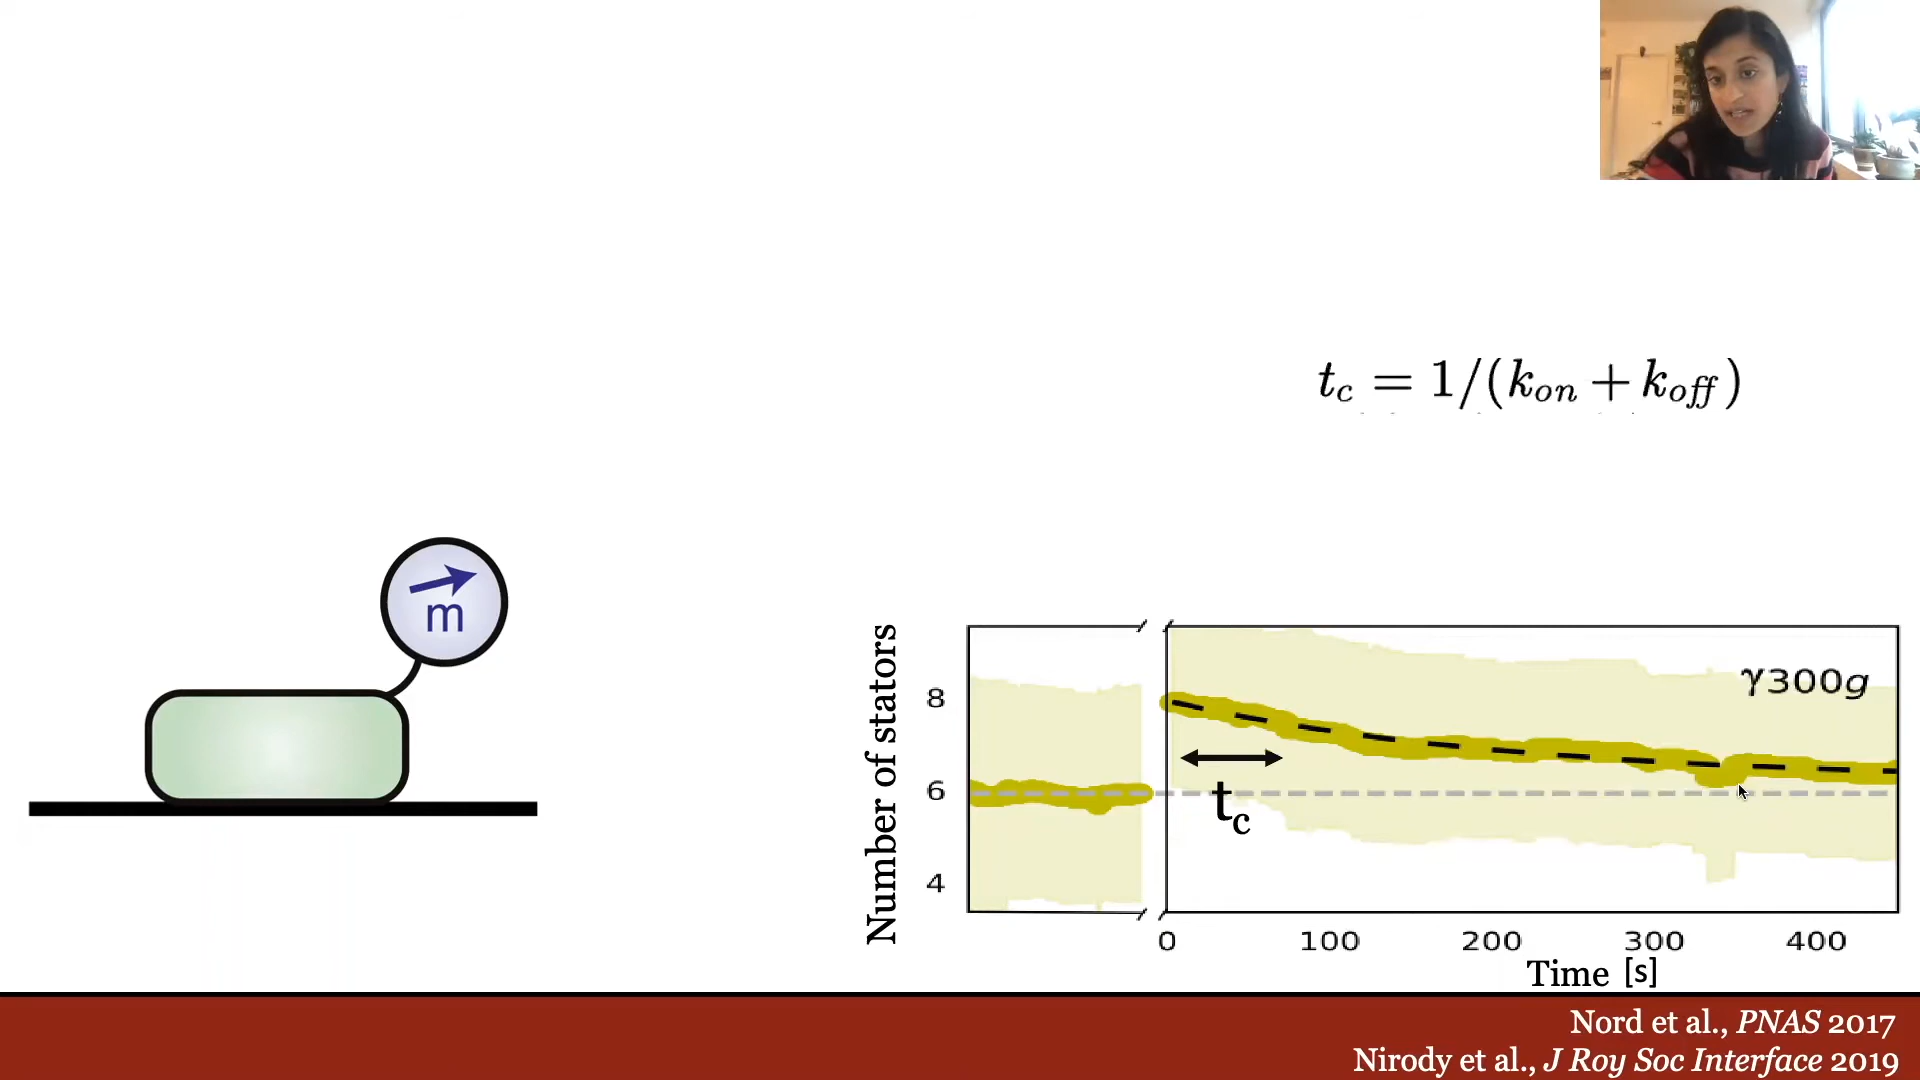 t_c = 1/(k_on + k_off)
m
γ300g
Number of stators
8
6
4
t_c
0 100 200 300 400
Time [s]
Nord et al., PNAS 2017
Nirody et al., J Roy Soc Interface 2019